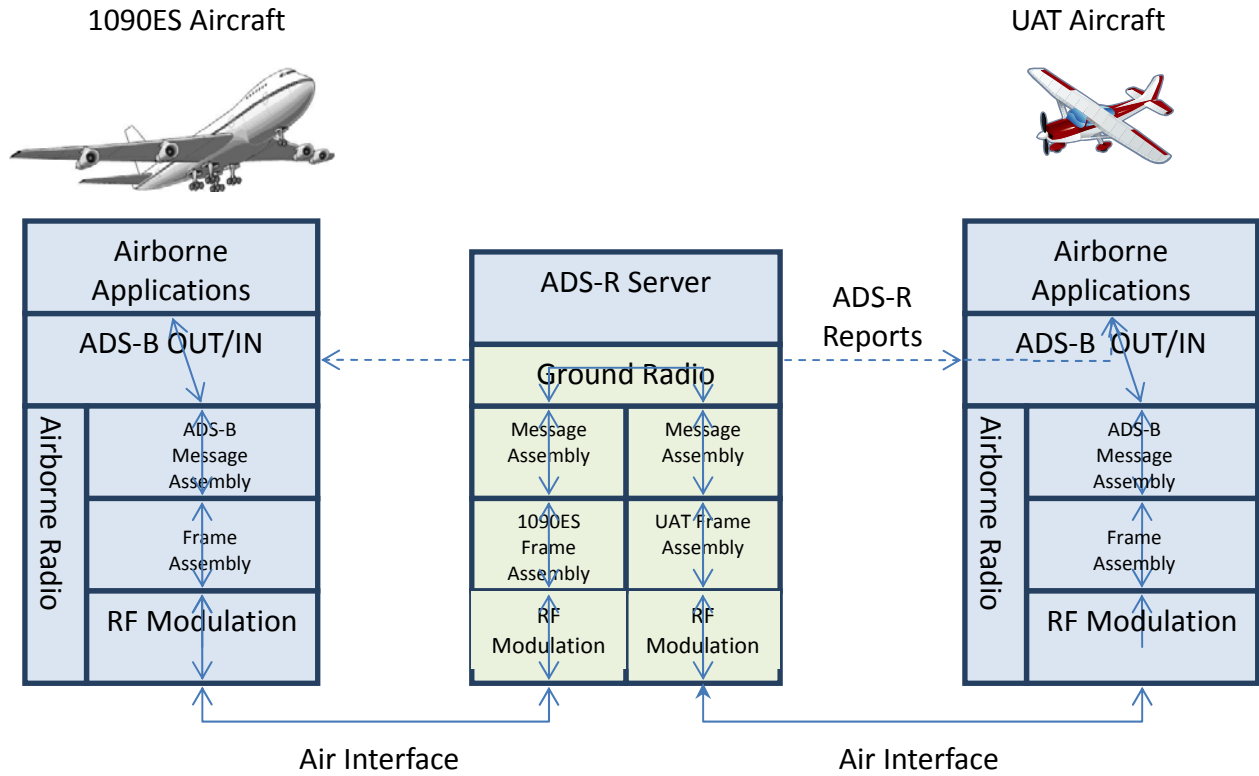 1090ES Aircraft
UAT Aircraft
Airborne
Applications
ADS-B OUT/IN
Airborne Radio
ADS-B
Message
Assembly
Frame
Assembly
RF Modulation
ADS-R Server
Ground Radio
Message
Assembly
Message
Assembly
1090ES
Frame
Assembly
UAT Frame
Assembly
RF
Modulation
RF
Modulation
ADS-R
Reports
Airborne
Applications
ADS-B OUT/IN
Airborne Radio
ADS-B
Message
Assembly
Frame
Assembly
RF Modulation
Air Interface
Air Interface